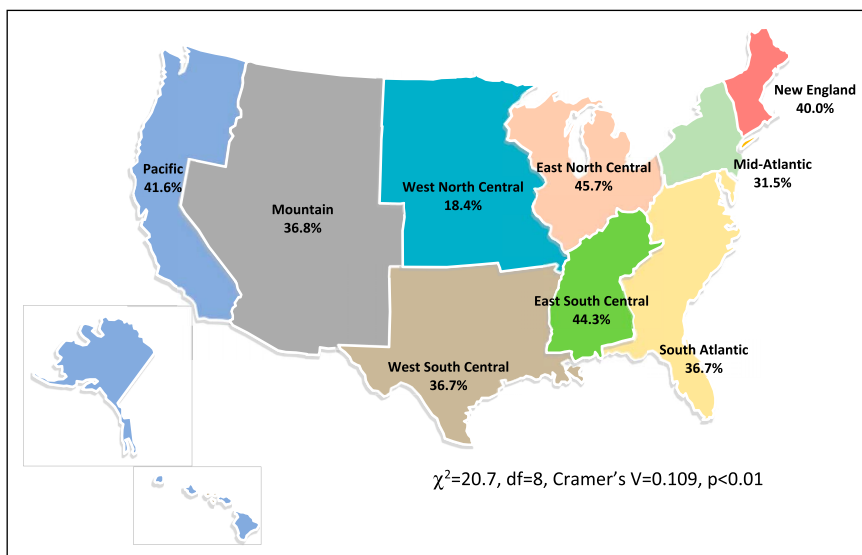 New England
40.0%
Mid-Atlantic
31.5%
Pacific
41.6%
East North Central
45.7%
West North Central
18.4%
Mountain
36.8%
East South Central
44.3%
South Atlantic
36.7%
West South Central
36.7%
χ²=20.7, df=8, Cramer’s V=0.109, p<0.01